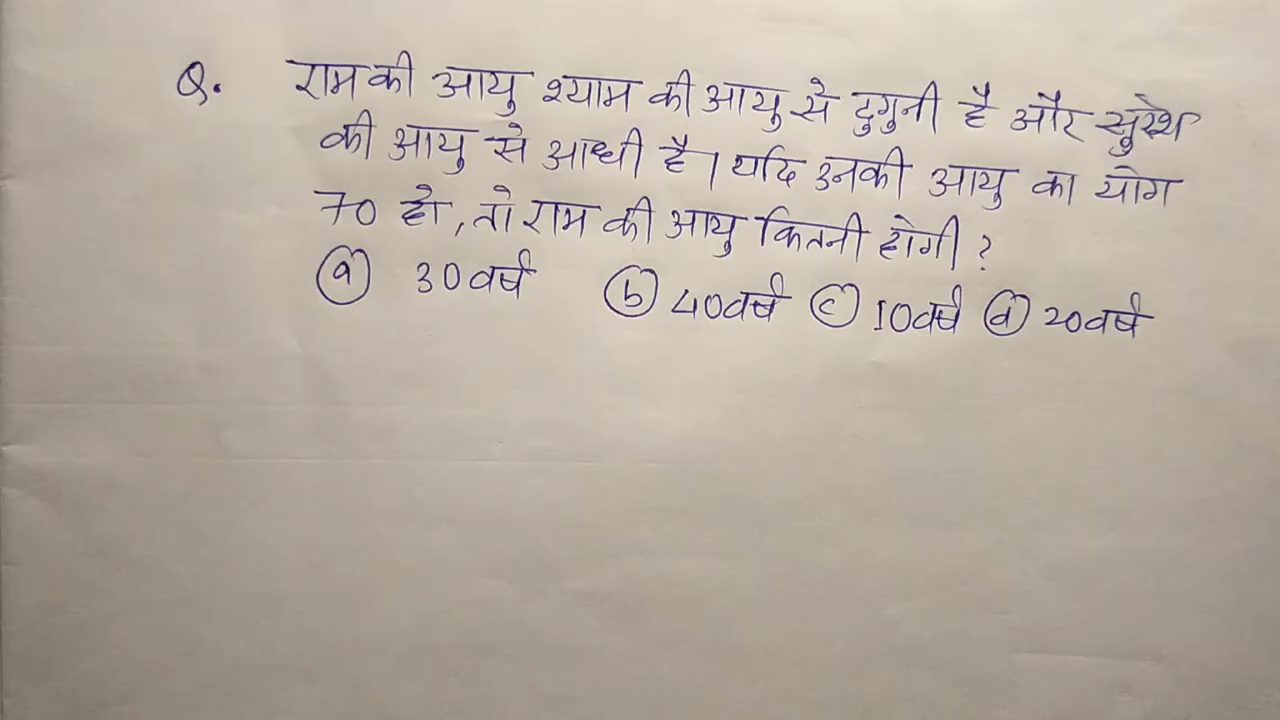 Q. राम की आयु श्याम की आयु से दुगुनी है और सुरेश
की आयु से आधी है। यदि उनकी आयु का योग
70 हो, तो राम की आयु कितनी होगी ?
(a) 30 वर्ष (b) 40 वर्ष (c) 10 वर्ष (d) 20 वर्ष